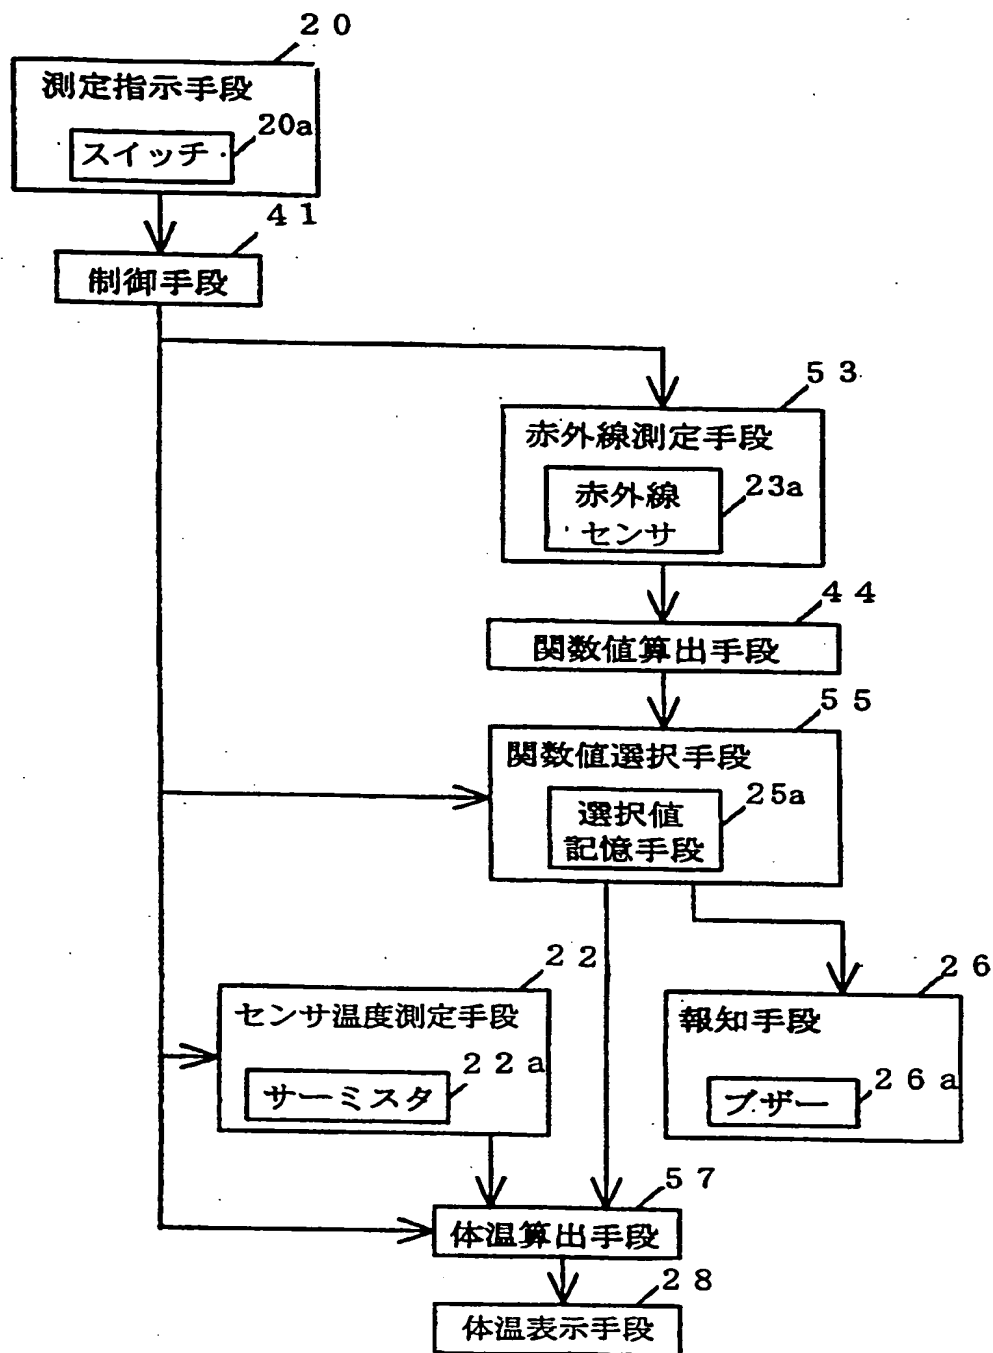 ２０
測定指示手段
20a
スイッチ
４１
制御手段
５３
赤外線測定手段
23a
赤外線
センサ
４４
関数値算出手段
５５
関数値選択手段
25a
選択値
記憶手段
２２
センサ温度測定手段
２２a
サーミスタ
２６
報知手段
２６a
ブザー
５７
体温算出手段
２８
体温表示手段